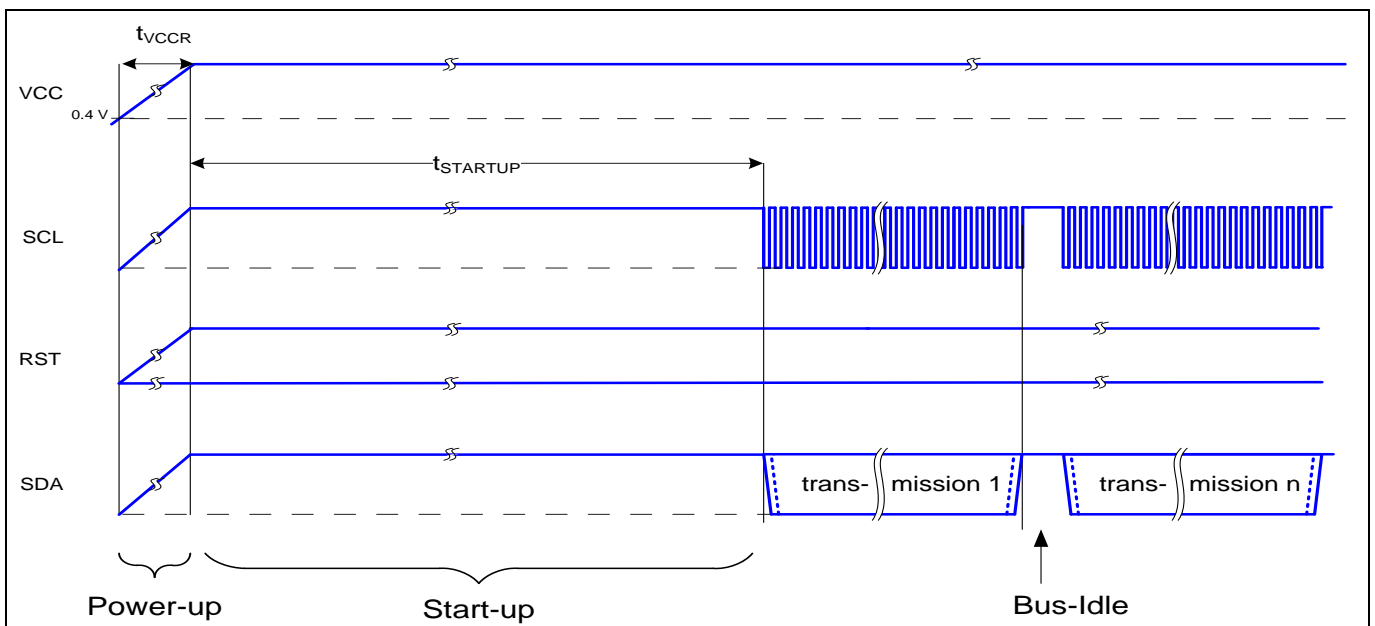 tVCCR
VCC
0.4 V
tSTARTUP
SCL
RST
SDA
trans- mission 1
trans- mission n
Power-up
Start-up
Bus-Idle